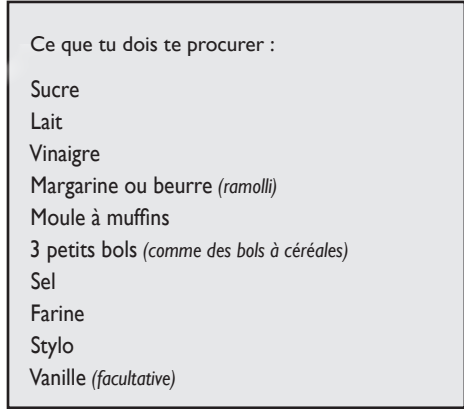 Ce que tu dois te procurer :
Sucre
Lait
Vinaigre
Margarine ou beurre (ramolli)
Moule à muffins
3 petits bols (comme des bols à céréales)
Sel
Farine
Stylo
Vanille (facultative)